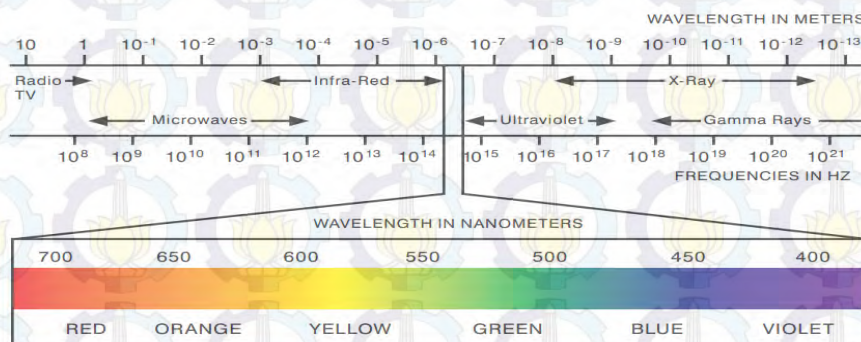 WAVELENGTH IN METERS
10 1 10⁻¹ 10⁻² 10⁻³ 10⁻⁴ 10⁻⁵ 10⁻⁶ 10⁻⁷ 10⁻⁸ 10⁻⁹ 10⁻¹⁰ 10⁻¹¹ 10⁻¹² 10⁻¹³
Radio Infra-Red X-Ray
TV
Microwaves Ultraviolet Gamma Rays
10⁸ 10⁹ 10¹⁰ 10¹¹ 10¹² 10¹³ 10¹⁴ 10¹⁵ 10¹⁶ 10¹⁷ 10¹⁸ 10¹⁹ 10²⁰ 10²¹
FREQUENCIES IN HZ
WAVELENGTH IN NANOMETERS
700 650 600 550 500 450 400
RED ORANGE YELLOW GREEN BLUE VIOLET